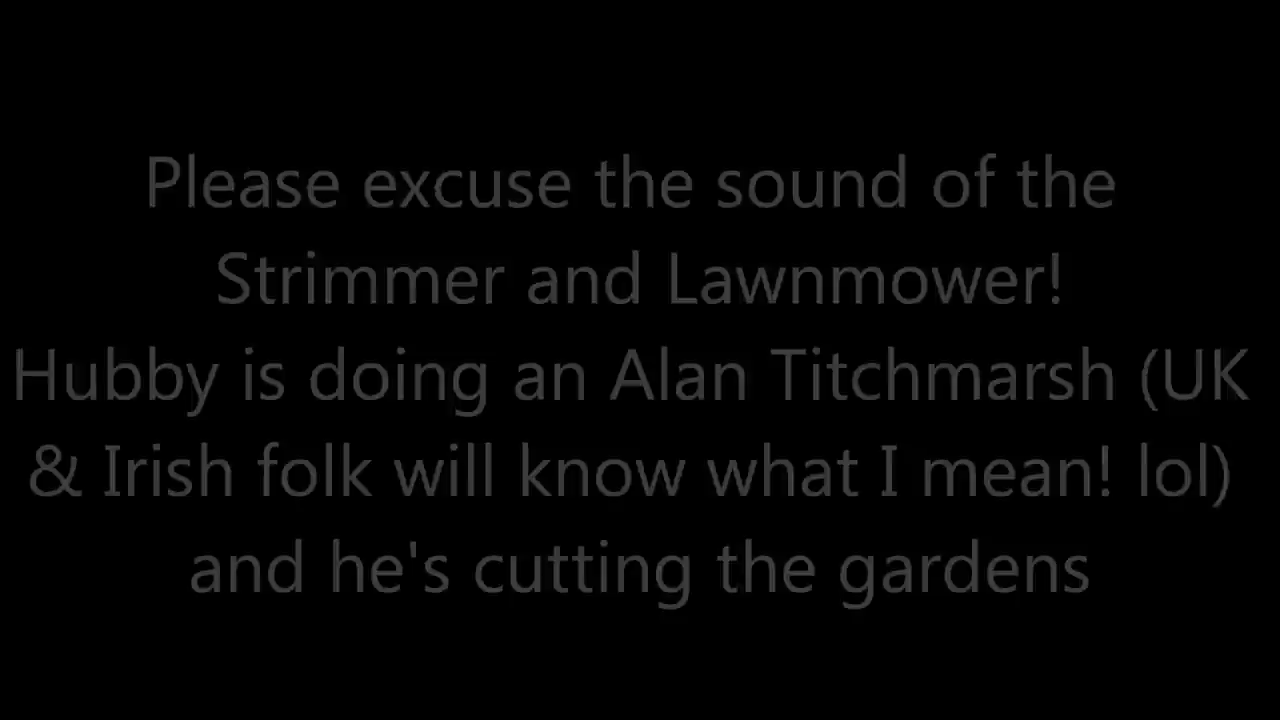 Please excuse the sound of the
Strimmer and Lawnmower!
Hubby is doing an Alan Titchmarsh (UK
& Irish folk will know what I mean! lol)
and he's cutting the gardens